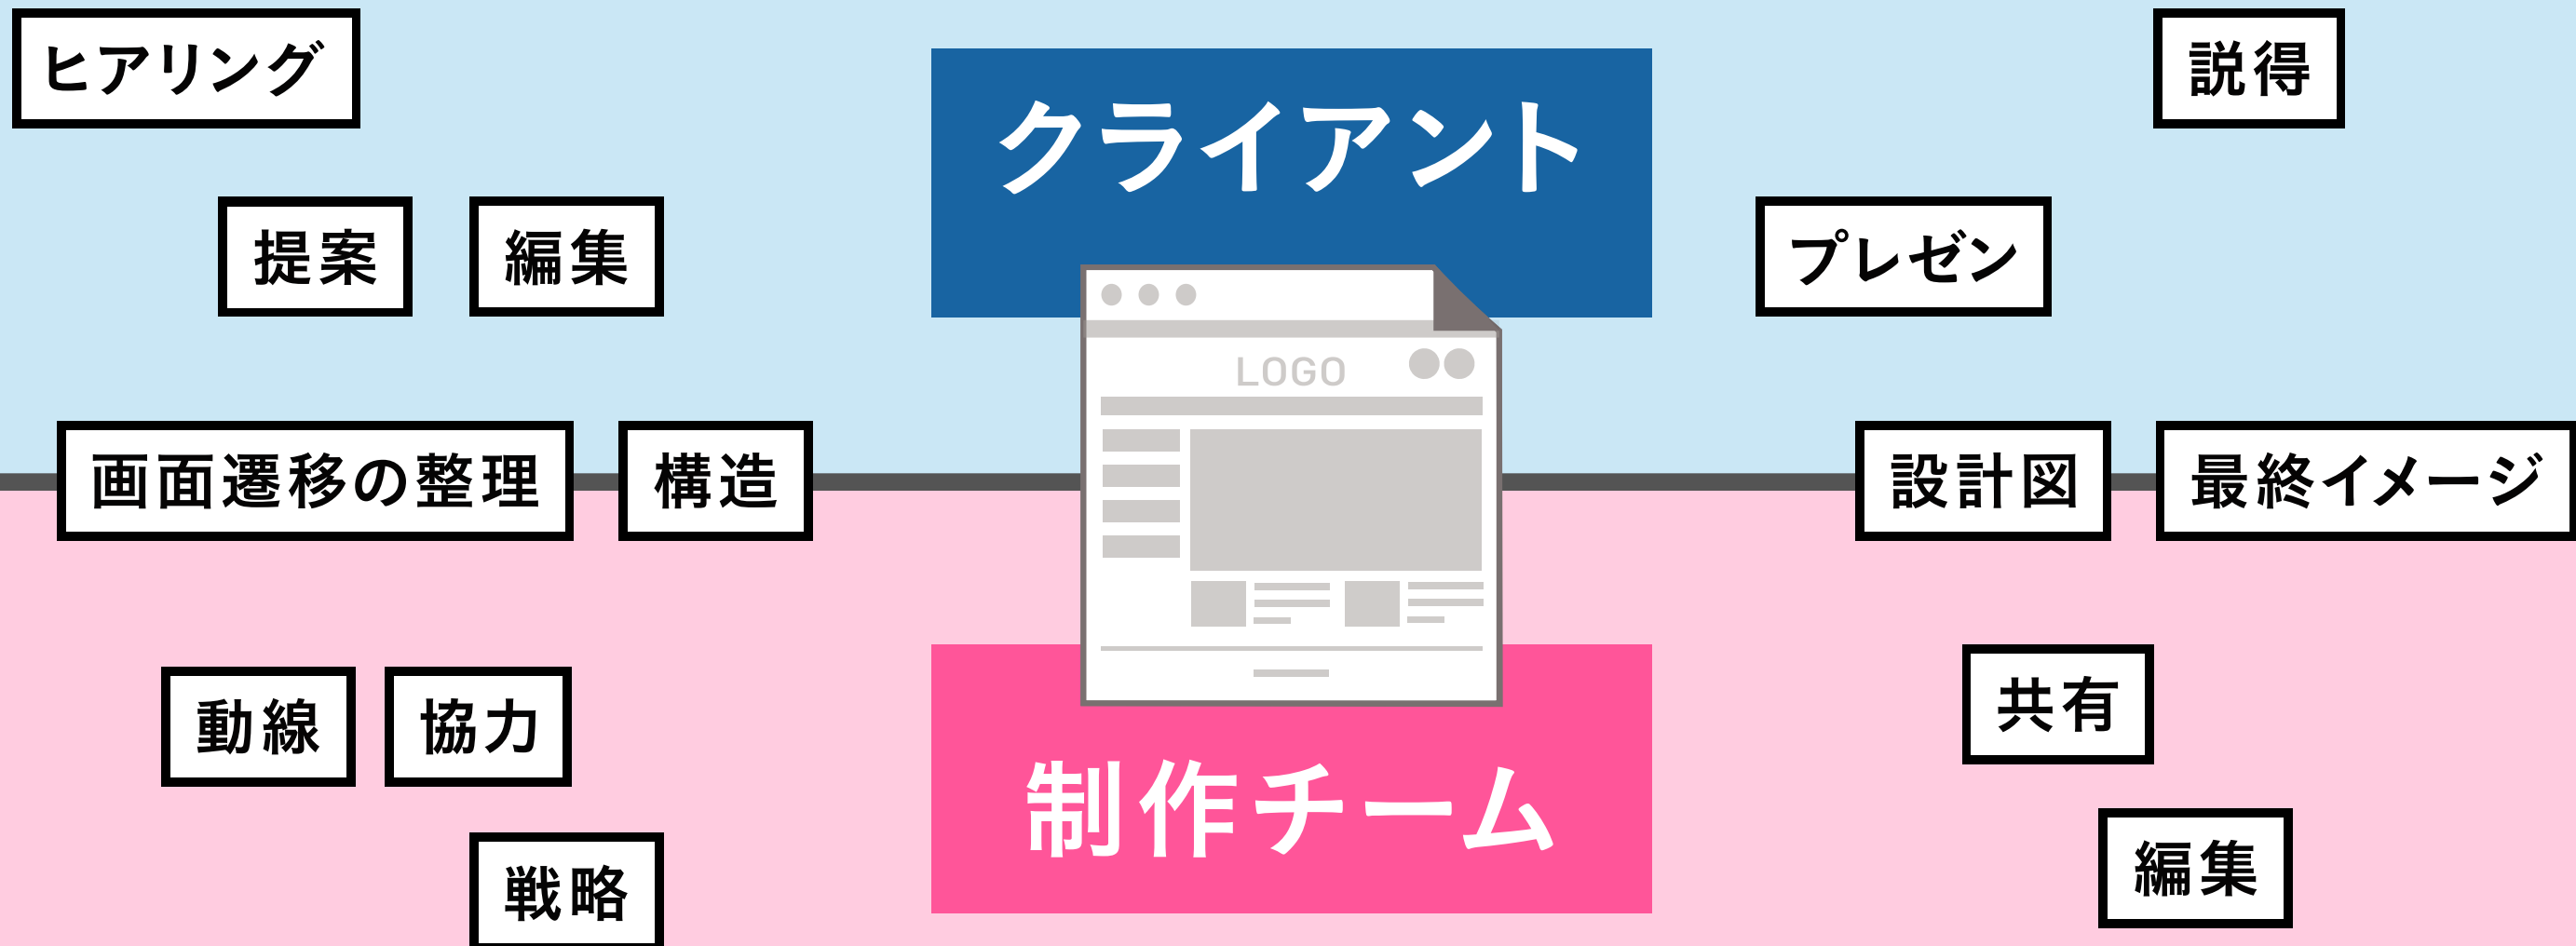 ヒアリング
クライアント
説得
提案
編集
プレゼン
LOGO
画面遷移の整理
構造
設計図
最終イメージ
動線
協力
共有
制作チーム
戦略
編集